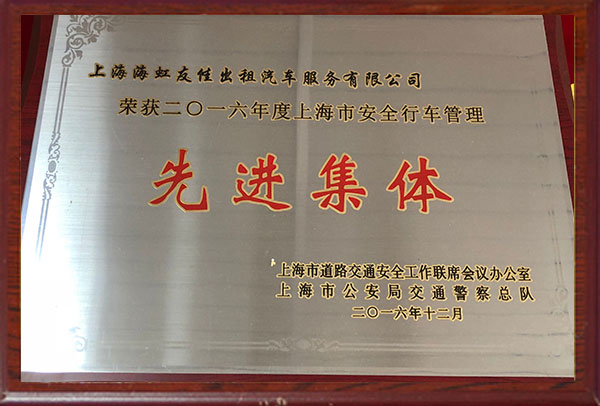 上海海虹友佳出租汽车服务有限公司
荣获二〇一六年度上海市安全行车管理
先进集体
上海市道路交通安全工作联席会议办公室
上海市公安局交通警察总队
二〇一六年十二月